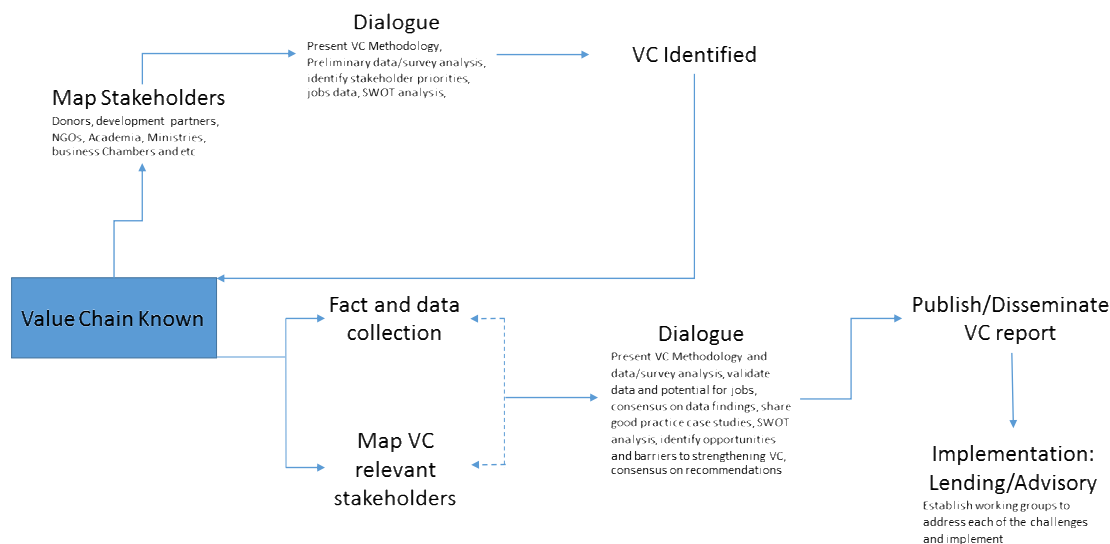 Dialogue
Present VC Methodology,
Preliminary data/survey analysis,
identify stakeholder priorities,
jobs data, SWOT analysis,
VC Identified
Map Stakeholders
Donors, development partners,
NGOs, Academia, Ministries,
business Chambers and etc
Value Chain Known
Fact and data
collection
Map VC
relevant
stakeholders
Dialogue
Present VC Methodology and
data/survey analysis, validate
data and potential for jobs,
consensus on data findings, share
good practice case studies, SWOT
analysis, identify opportunities
and barriers to strengthening VC,
consensus on recommendations
Publish/Disseminate
VC report
Implementation:
Lending/Advisory
Establish working groups to
address each of the challenges
and implement